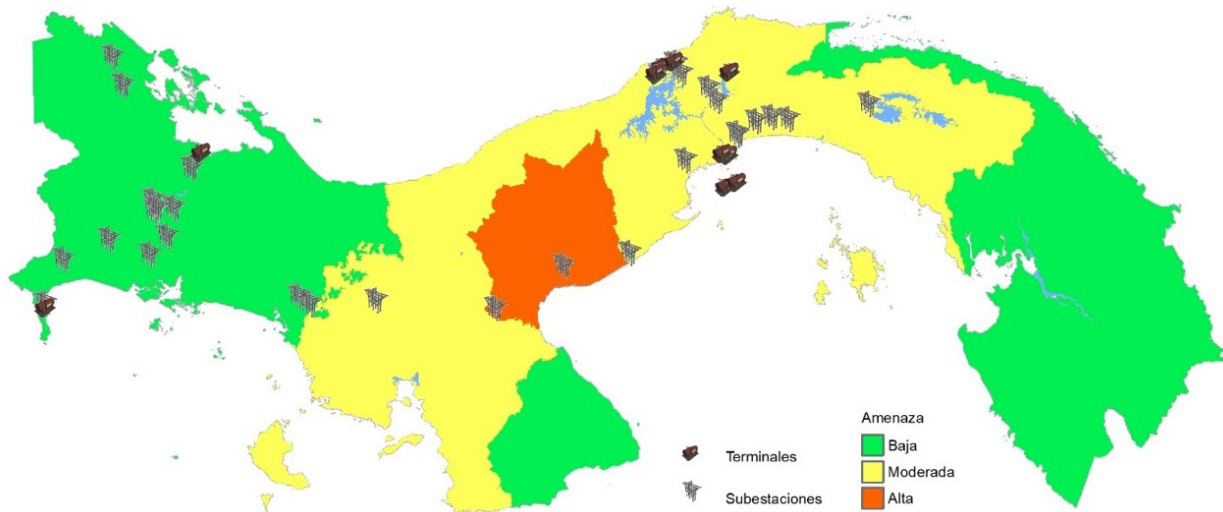 Amenaza
Baja
Terminales
Moderada
Subestaciones
Alta